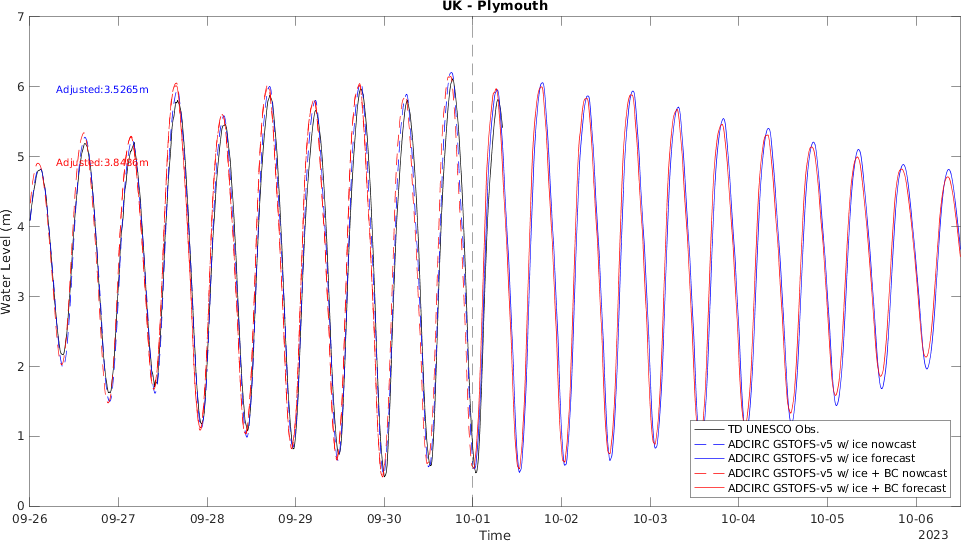 UK - Plymouth
7
6
5
4
3
2
1
0
Water Level (m)
Adjusted:3.5265m
Adjusted:3.8486m
TD UNESCO Obs.
ADCIRC GSTOFS-v5 w/ ice nowcast
ADCIRC GSTOFS-v5 w/ ice forecast
ADCIRC GSTOFS-v5 w/ ice + BC nowcast
ADCIRC GSTOFS-v5 w/ ice + BC forecast
09-26 09-27 09-28 09-29 09-30 10-01 10-02 10-03 10-04 10-05 10-06
Time
2023